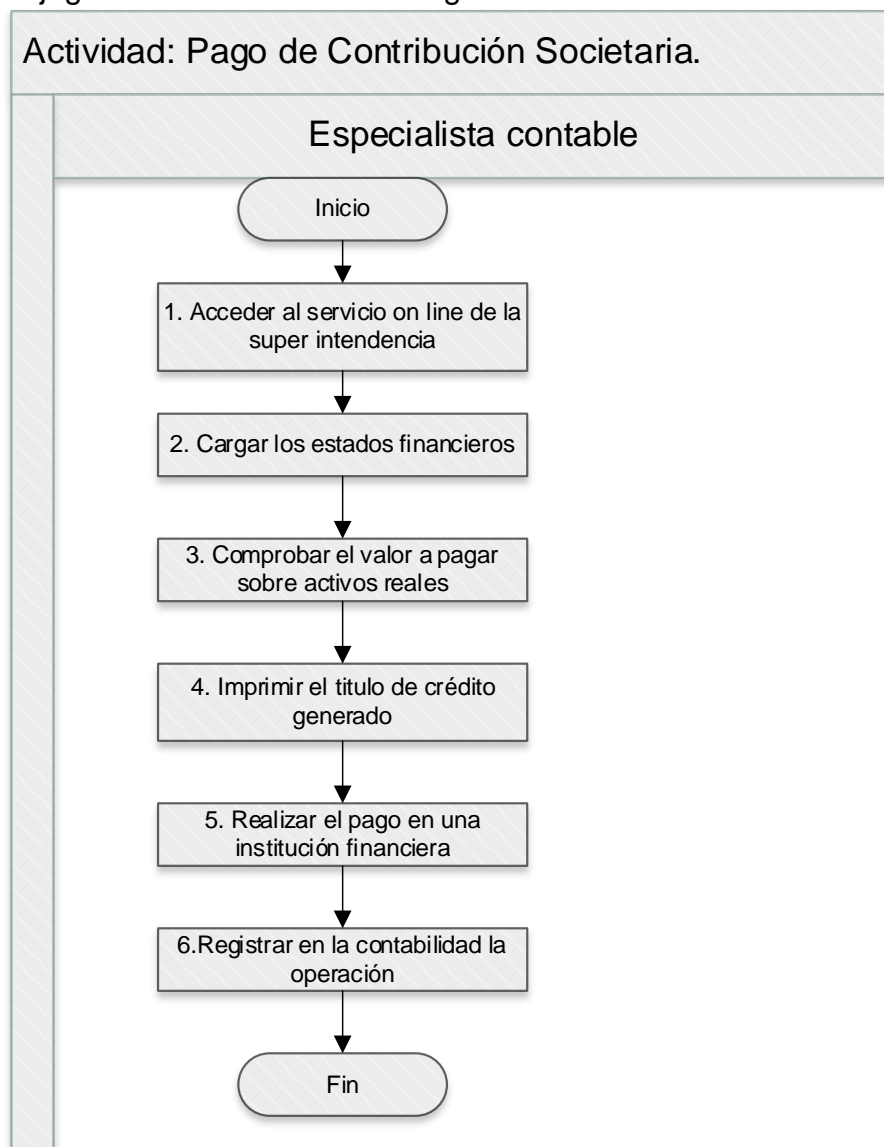 Actividad: Pago de Contribución Societaria.
Especialista contable
Inicio
1. Acceder al servicio on line de la
super intendencia
2. Cargar los estados financieros
3. Comprobar el valor a pagar
sobre activos reales
4. Imprimir el titulo de crédito
generado
5. Realizar el pago en una
institución financiera
6.Registrar en la contabilidad la
operación
Fin